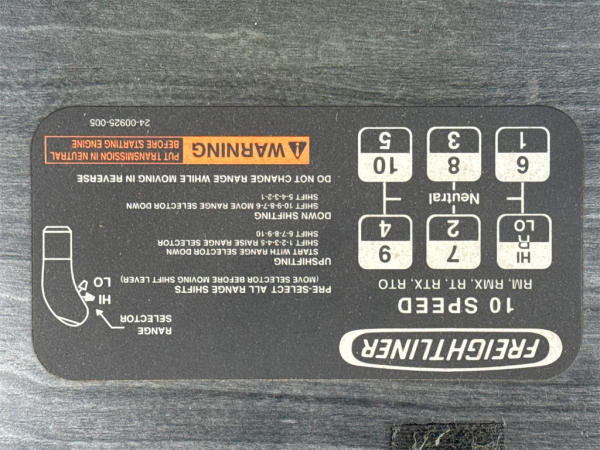 FREIGHTLINER
10 SPEED
RM, RMX, RT, RTX, RTO
HI
R
LO
7
2
9
4
Neutral
6
1
8
3
10
5
RANGE
SELECTOR
HI
LO
PRE-SELECT ALL RANGE SHIFTS
(MOVE SELECTOR BEFORE MOVING SHIFT LEVER)
UPSHIFTING
START WITH RANGE SELECTOR DOWN
SHIFT 1-2-3-4-5 RAISE RANGE SELECTOR
SHIFT 6-7-8-9-10
DOWN SHIFTING
SHIFT 10-9-8-7-6 MOVE RANGE SELECTOR DOWN
SHIFT 5-4-3-2-1
DO NOT CHANGE RANGE WHILE MOVING IN REVERSE
WARNING
PUT TRANSMISSION IN NEUTRAL
BEFORE STARTING ENGINE
24-00925-005